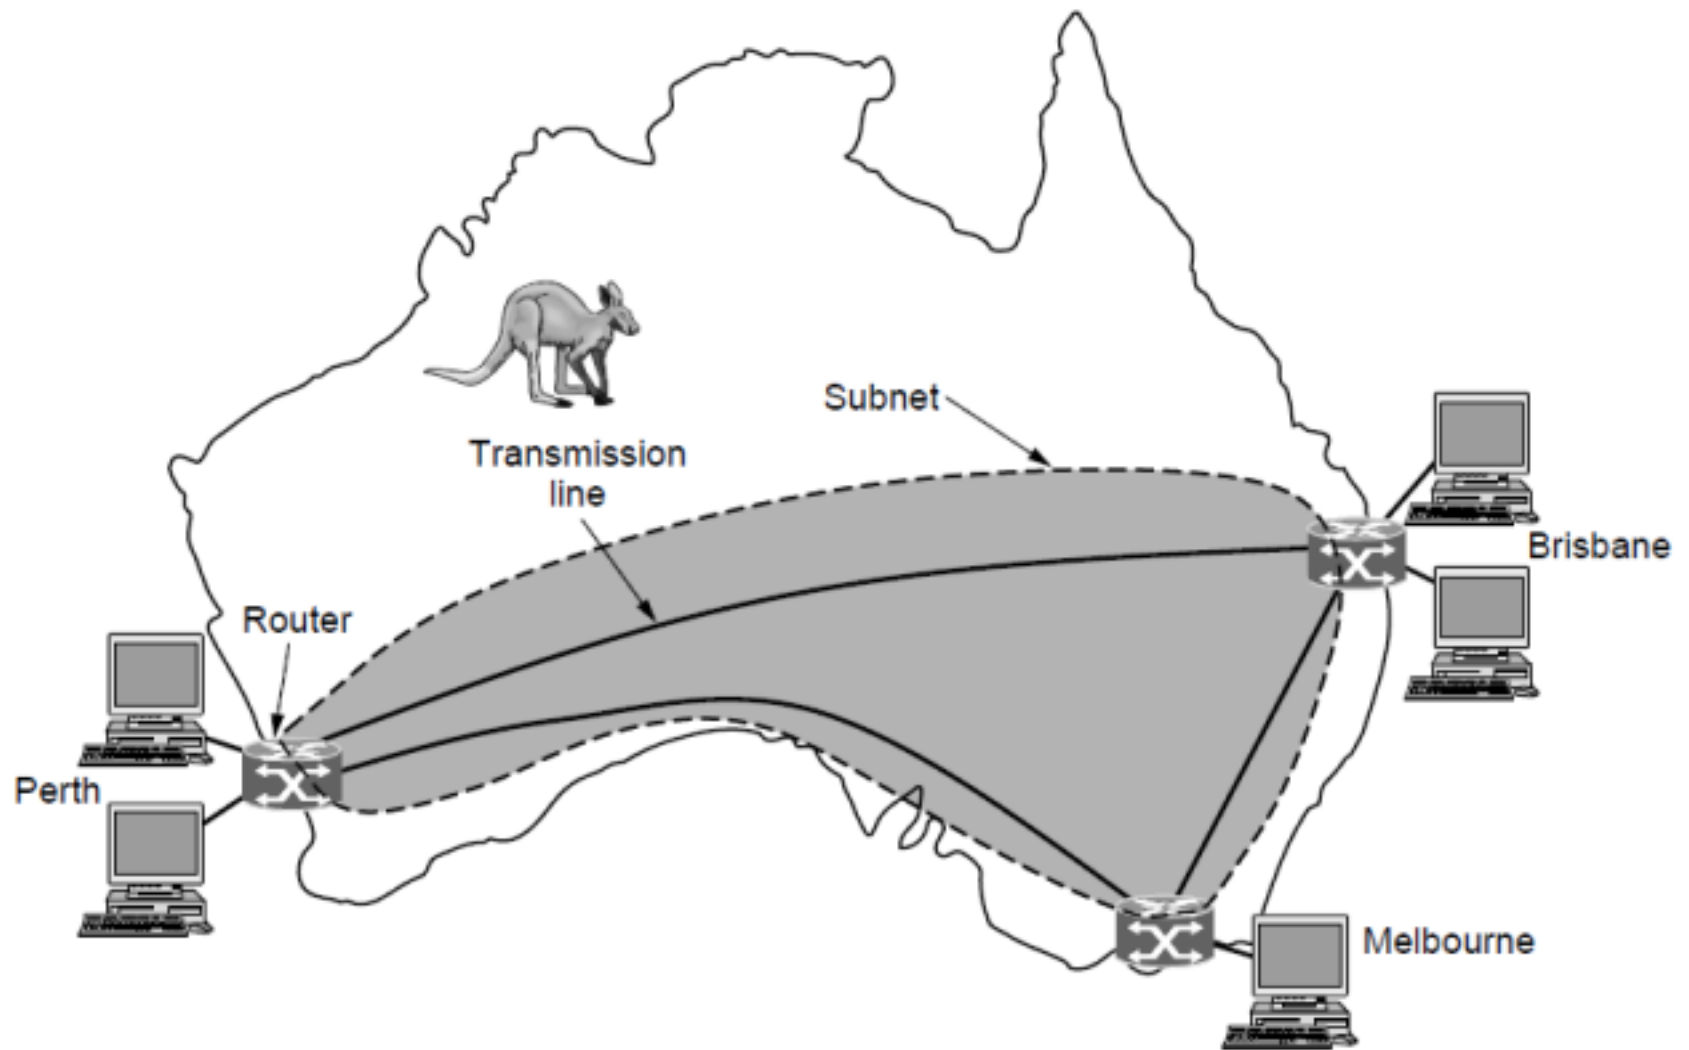 Subnet
Transmission
line
Brisbane
Router
Perth
Melbourne